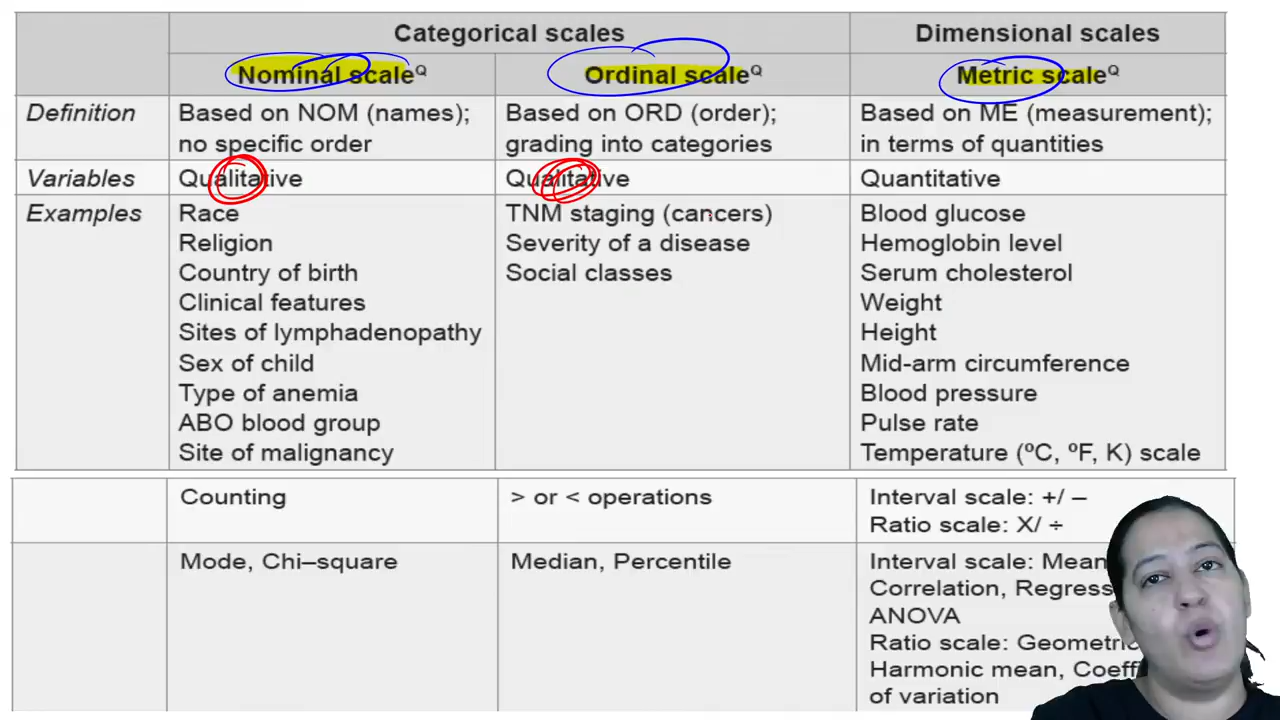 Categorical scales
Dimensional scales
Nominal scaleQ
Ordinal scaleQ
Metric scaleQ
Definition
Based on NOM (names);
no specific order
Based on ORD (order);
grading into categories
Based on ME (measurement);
in terms of quantities
Variables
Qualitative
Qualitative
Quantitative
Examples
Race
Religion
Country of birth
Clinical features
Sites of lymphadenopathy
Sex of child
Type of anemia
ABO blood group
Site of malignancy
TNM staging (cancers)
Severity of a disease
Social classes
Blood glucose
Hemoglobin level
Serum cholesterol
Weight
Height
Mid-arm circumference
Blood pressure
Pulse rate
Temperature (ºC, ºF, K) scale
Counting
> or < operations
Interval scale: +/ –
Ratio scale: X/ ÷
Mode, Chi–square
Median, Percentile
Interval scale: Mean
Correlation,
ANOVA
Ratio scale:
Harmonic mean,
of variation